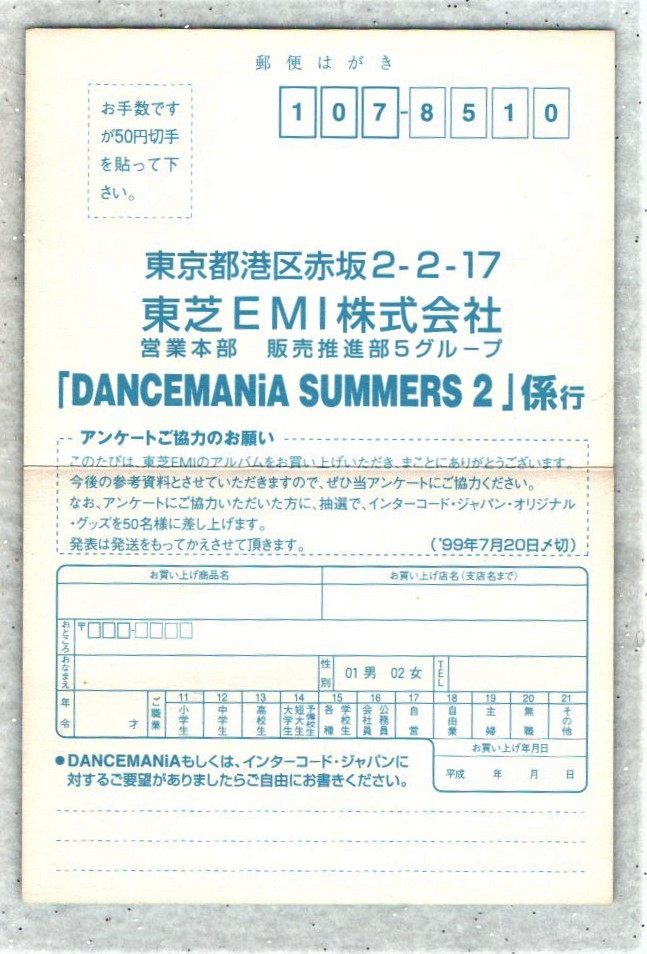 郵便はがき
お手数です
が50円切手
を貼って下
さい。
107-8510
東京都港区赤坂2-2-17
東芝EMI株式会社
営業本部　販売推進部5グループ
「DANCEMANiA SUMMERS 2」係行
アンケートご協力のお願い
このたびは、東芝EMIのアルバムをお買い上げいただき、まことにありがとうございます。
今後の参考資料とさせていただきますので、ぜひ当アンケートにご協力ください。
なお、アンケートにご協力いただいた方に、抽選で、インターコード・ジャパン・オリジナル
・グッズを50名様に差し上げます。
発表は発送をもってかえさせて頂きます。　('99年7月20日〆切)
お買い上げ商品名　お買い上げ店名(支店名まで)
おところ　〒
おなまえ　性別　01 男　02 女　TEL
年令　才　ご職業　11 小学生　12 中学生　13 高校生　14 大学生 短大生 予備校生　15 各種学校生　16 会社員 公務員　17 自営　18 自由業　19 主婦　20 無職　21 その他
お買い上げ年月日
平成　年　月　日
●DANCEMANiAもしくは、インターコード・ジャパンに
対するご要望がありましたらご自由にお書きください。